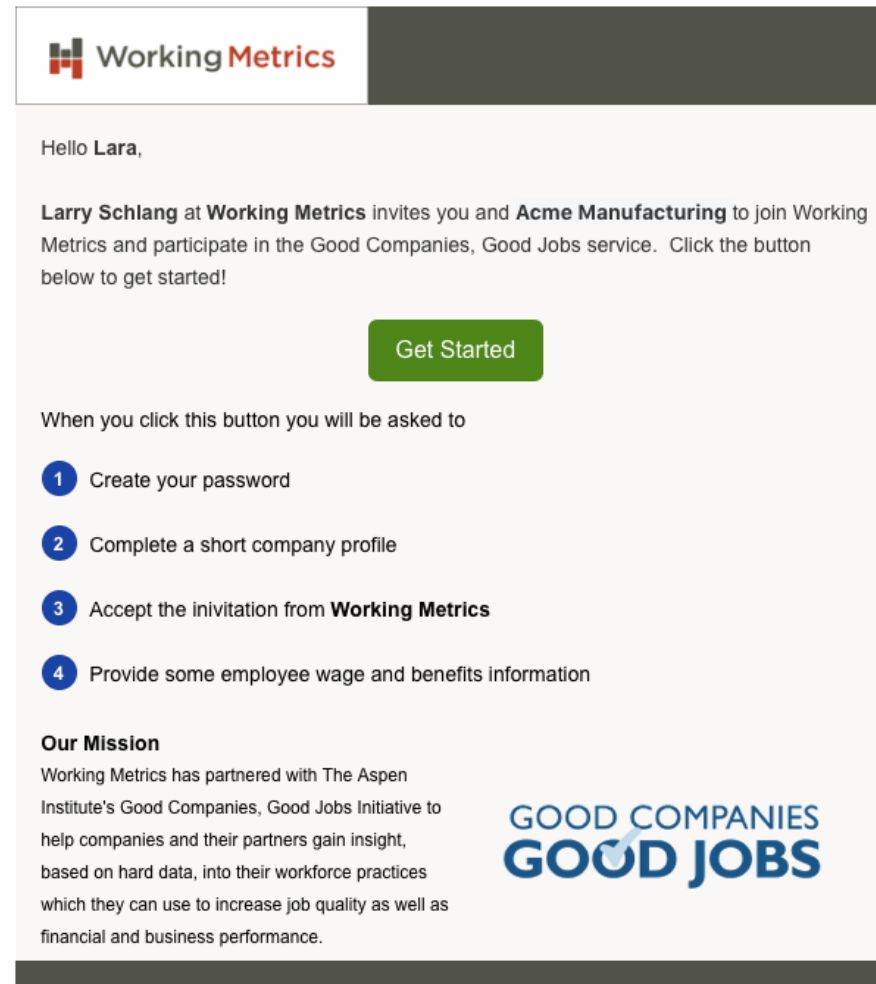 Working Metrics
Hello Lara,
Larry Schlang at Working Metrics invites you and Acme Manufacturing to join Working
Metrics and participate in the Good Companies, Good Jobs service.  Click the button
below to get started!
Get Started
When you click this button you will be asked to
1 Create your password
2 Complete a short company profile
3 Accept the inivitation from Working Metrics
4 Provide some employee wage and benefits information
Our Mission
Working Metrics has partnered with The Aspen
Institute's Good Companies, Good Jobs Initiative to
help companies and their partners gain insight,
based on hard data, into their workforce practices
which they can use to increase job quality as well as
financial and business performance.
GOOD COMPANIES
GOOD JOBS